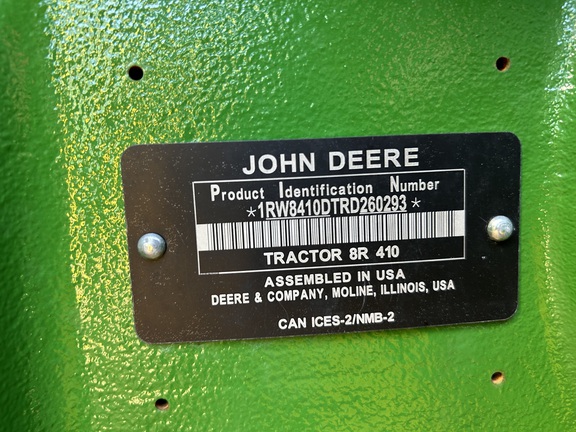 JOHN DEERE
Product Identification Number
*1RW8410DTRD260293*
TRACTOR 8R 410
ASSEMBLED IN USA
DEERE & COMPANY, MOLINE, ILLINOIS, USA
CAN ICES-2/NMB-2